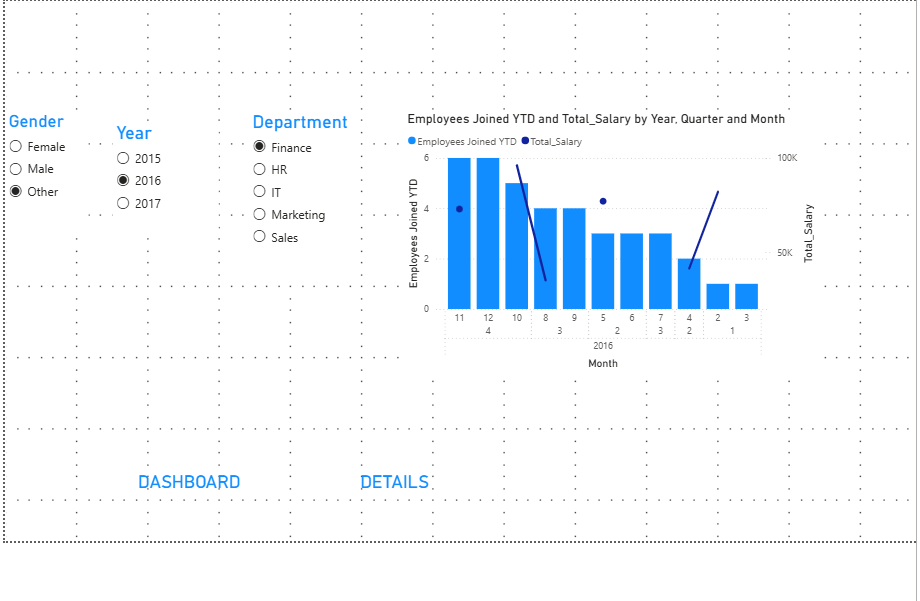 Gender
Female
Male
Other
Year
2015
2016
2017
Department
Finance
HR
IT
Marketing
Sales
Employees Joined YTD and Total_Salary by Year, Quarter and Month
Employees Joined YTD Total_Salary
Employees Joined YTD
6
4
2
0
100K
50K
Total_Salary
11 12 10 8 9 5 6 7 4 2 3
4 3 2 3 2 1
2016
Month
DASHBOARD
DETAILS